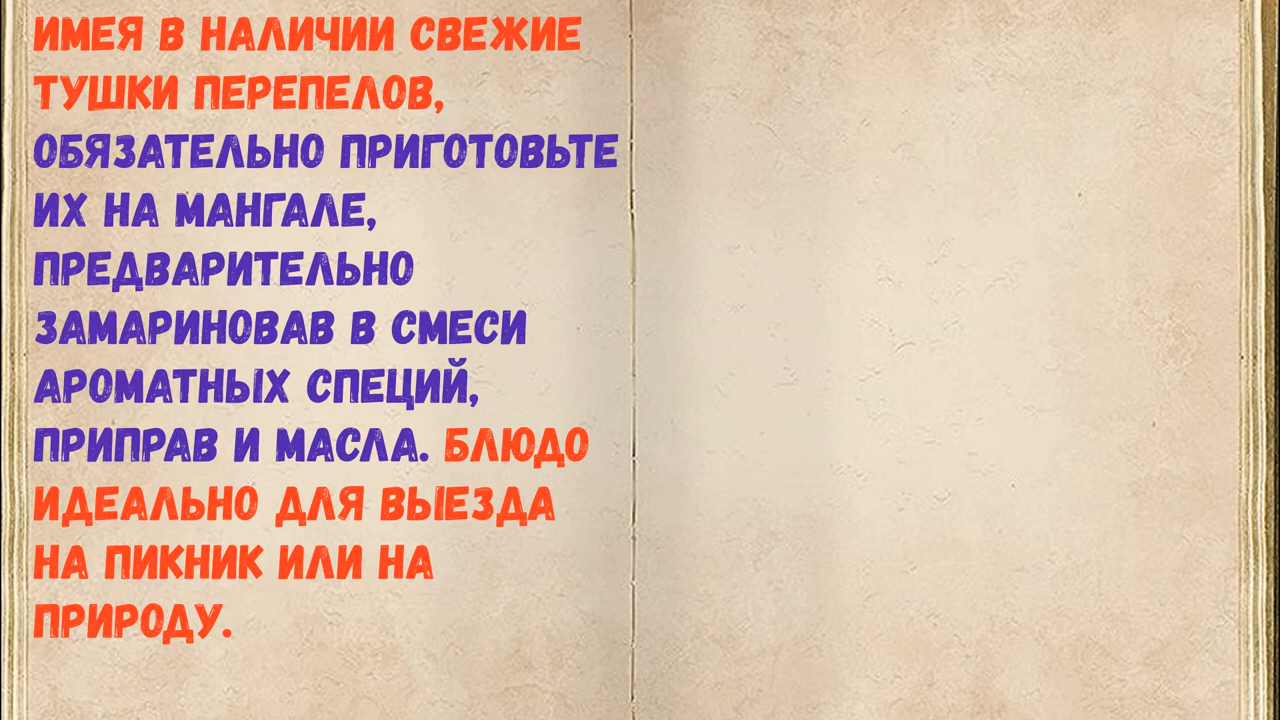 ИМЕЯ В НАЛИЧИИ СВЕЖИЕ
ТУШКИ ПЕРЕПЕЛОВ,
ОБЯЗАТЕЛЬНО ПРИГОТОВЬТЕ
ИХ НА МАНГАЛЕ,
ПРЕДВАРИТЕЛЬНО
ЗАМАРИНОВАВ В СМЕСИ
АРОМАТНЫХ СПЕЦИЙ,
ПРИПРАВ И МАСЛА. БЛЮДО
ИДЕАЛЬНО ДЛЯ ВЫЕЗДА
НА ПИКНИК ИЛИ НА
ПРИРОДУ.